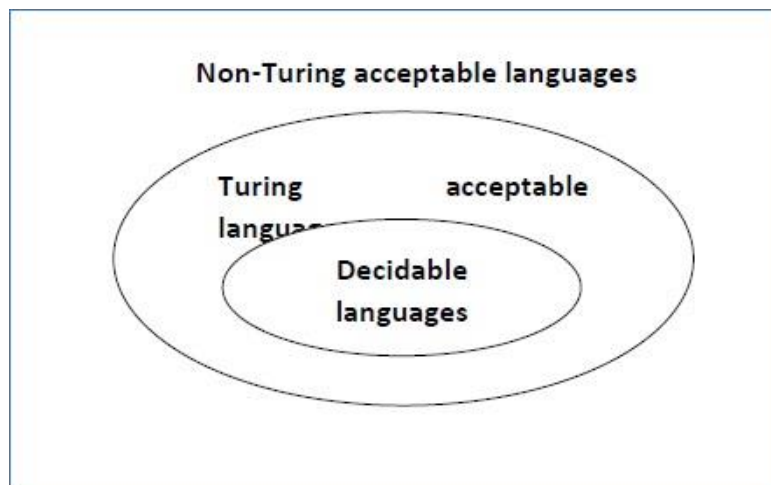 Non-Turing acceptable languages
Turing acceptable
Decidable
languages